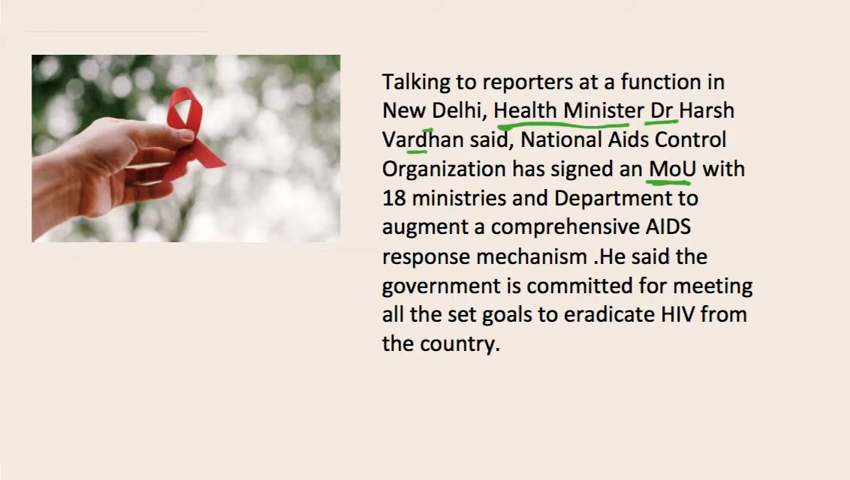 Talking to reporters at a function in
New Delhi, Health Minister Dr Harsh
Vardhan said, National Aids Control
Organization has signed an MoU with
18 ministries and Department to
augment a comprehensive AIDS
response mechanism .He said the
government is committed for meeting
all the set goals to eradicate HIV from
the country.